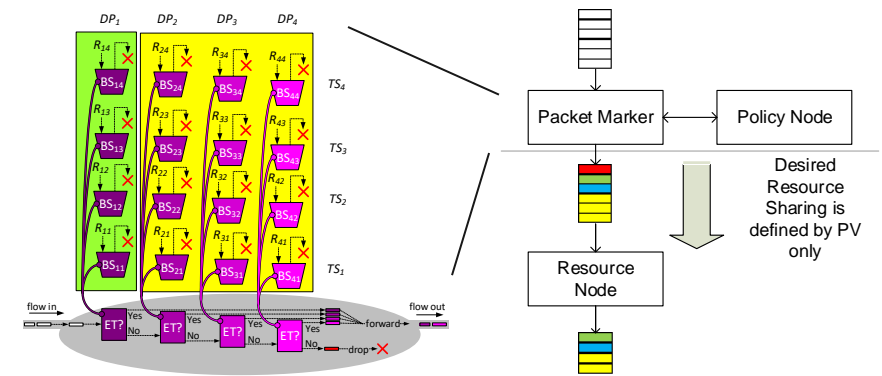 DP1 DP2 DP3 DP4
R14 R24 R34 R44
BS14 BS24 BS34 BS44 TS4
R13 R23 R33 R43
BS13 BS23 BS33 BS43 TS3
R12 R22 R32 R42
BS12 BS22 BS32 BS42 TS2
R11 R21 R31 R41
BS11 BS21 BS31 BS41 TS1
flow in
flow out
ET? Yes ET? Yes ET? Yes ET? Yes forward
No No No No drop
Packet Marker
Policy Node
Desired
Resource
Sharing is
defined by PV
only
Resource
Node